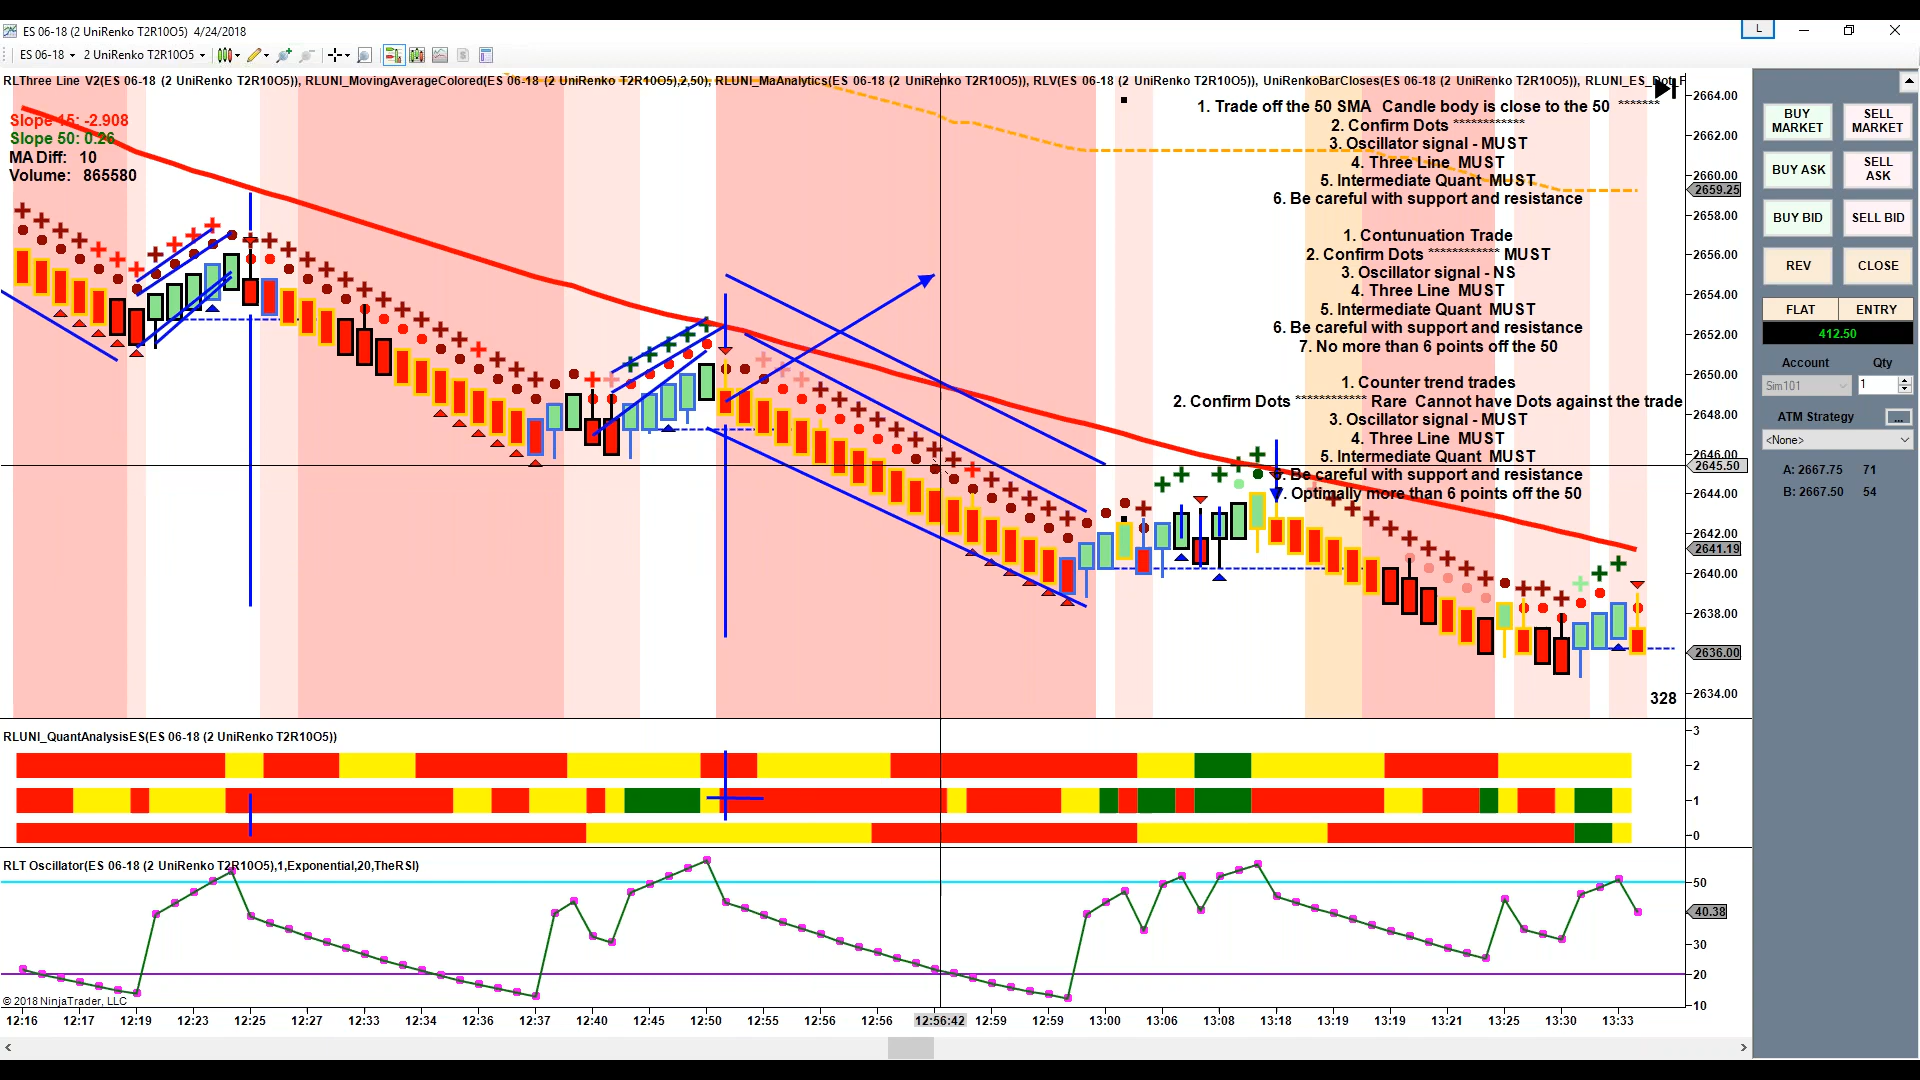 ES 06-18 (2 UniRenko T2R10O5)  4/24/2018
L
ES 06-18  2 UniRenko T2R10O5
RLThree Line V2(ES 06-18 (2 UniRenko T2R10O5)), RLUNI_MovingAverageColored(ES 06-18 (2 UniRenko T2R10O5),2,50), RLUNI_MaAnalytics(ES 06-18 (2 UniRenko T2R10O5)), RLV(ES 06-18 (2 UniRenko T2R10O5)), UniRenkoBarCloses(ES 06-18 (2 UniRenko T2R10O5)), RLUNI_ES_Dot_F
Slope 15: -2.908
Slope 50: 0.26
MA Diff: 10
Volume: 865580
1. Trade off the 50 SMA  Candle body is close to the 50  *******
2. Confirm Dots ************
3. Oscillator signal - MUST
4. Three Line  MUST
5. Intermediate Quant  MUST
6. Be careful with support and resistance
1. Contunuation Trade
2. Confirm Dots ************ MUST
3. Oscillator signal - NS
4. Three Line  MUST
5. Intermediate Quant  MUST
6. Be careful with support and resistance
7. No more than 6 points off the 50
1. Counter trend trades
2. Confirm Dots ************ Rare  Cannot have Dots against the trade
3. Oscillator signal - MUST
4. Three Line  MUST
5. Intermediate Quant  MUST
6. Be careful with support and resistance
7. Optimally more than 6 points off the 50
2664.00
2662.00
2660.00
2659.25
2658.00
2656.00
2654.00
2652.00
2650.00
2648.00
2646.00
2645.50
2644.00
2642.00
2641.19
2640.00
2638.00
2636.00
2634.00
328
BUY MARKET
SELL MARKET
BUY ASK
SELL ASK
BUY BID
SELL BID
REV
CLOSE
FLAT
ENTRY
412.50
Account
Qty
Sim101
1
ATM Strategy
...
<None>
A: 2667.75  71
B: 2667.50  54
RLUNI_QuantAnalysisES(ES 06-18 (2 UniRenko T2R10O5))
3
2
1
0
RLT Oscillator(ES 06-18 (2 UniRenko T2R10O5),1,Exponential,20,TheRSI)
50
40.38
30
20
10
© 2018 NinjaTrader, LLC
12:16 12:17 12:19 12:23 12:25 12:27 12:33 12:34 12:36 12:37 12:40 12:45 12:50 12:55 12:56 12:56 12:56:42 12:59 12:59 13:00 13:06 13:08 13:18 13:19 13:19 13:21 13:25 13:30 13:33